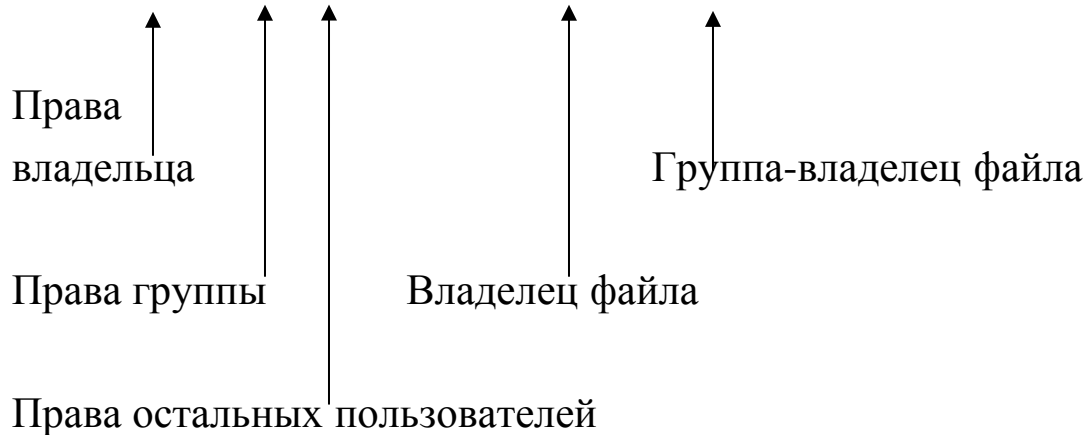 Права
владельца Группа-владелец файла
Права группы Владелец файла
Права остальных пользователей